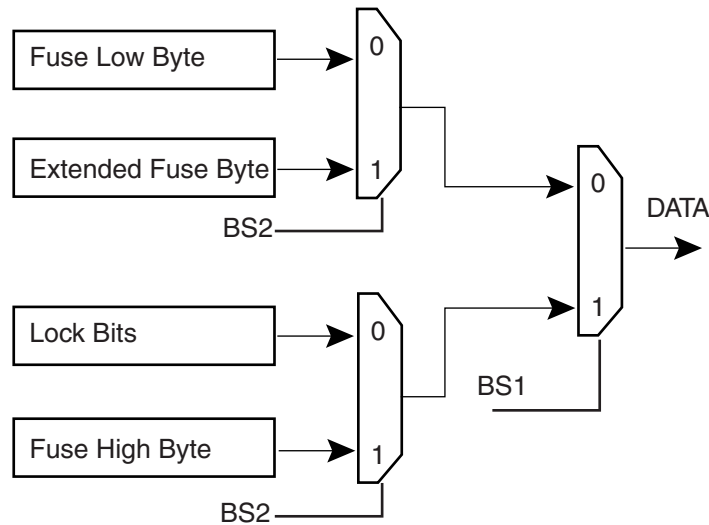 Fuse Low Byte
0
Extended Fuse Byte
1
BS2
0
DATA
1
Lock Bits
0
BS1
Fuse High Byte
1
BS2